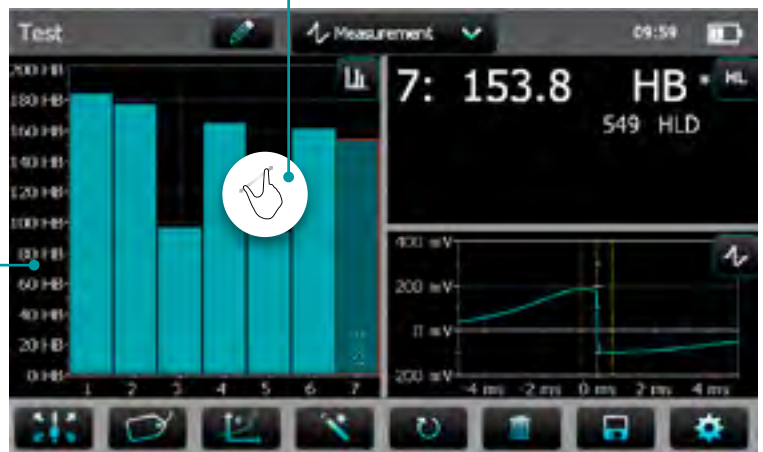 Test
Measurement
09:59
200 HB
180 HB
160 HB
140 HB
120 HB
100 HB
80 HB
60 HB
40 HB
20 HB
0 HB
1 2 3 4 5 6 7
7: 153.8 HB
HL
549 HLD
400 mV
200 mV
0 mV
200 mV
-4 ms -2 ms 0 ms 2 ms 4 ms